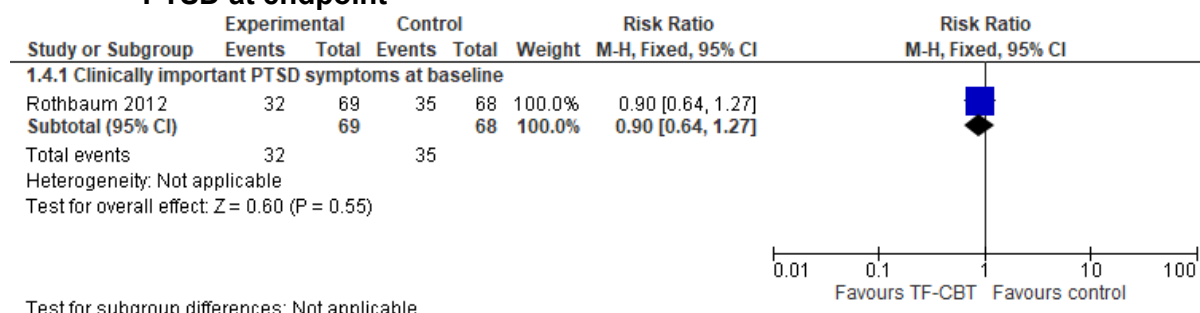 PTSD at endpoint
Experimental Control Risk Ratio Risk Ratio
Study or Subgroup Events Total Events Total Weight M-H, Fixed, 95% CI M-H, Fixed, 95% CI
1.4.1 Clinically important PTSD symptoms at baseline
Rothbaum 2012 32 69 35 68 100.0% 0.90 [0.64, 1.27]
Subtotal (95% CI) 69 68 100.0% 0.90 [0.64, 1.27]
Total events 32 35
Heterogeneity: Not applicable
Test for overall effect: Z = 0.60 (P = 0.55)
0.01 0.1 1 10 100
Favours TF-CBT Favours control
Test for subgroup differences: Not applicable